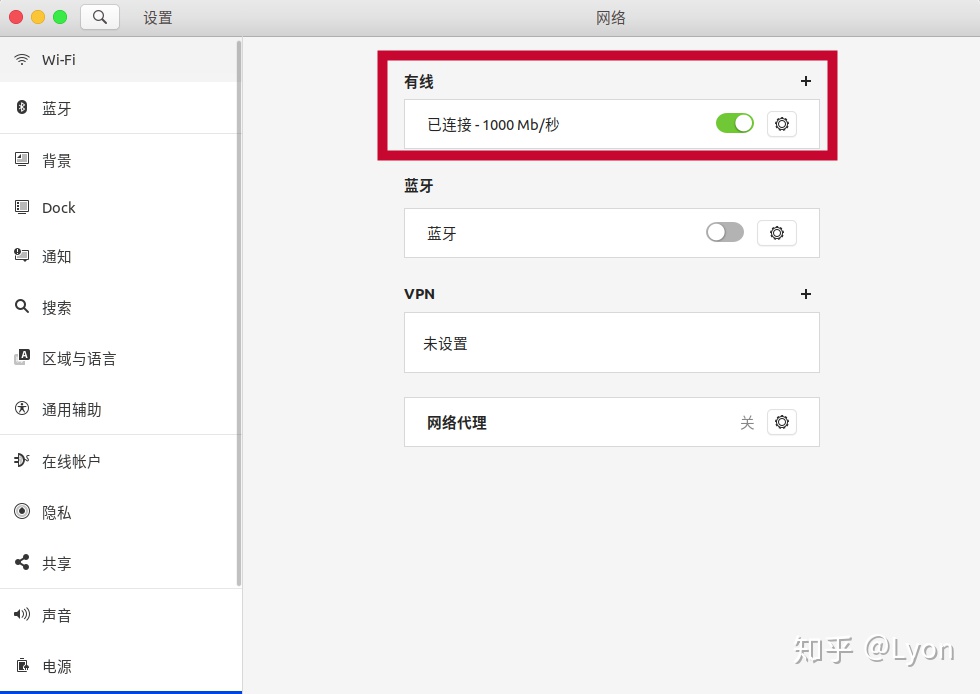 设置
网络
Wi-Fi
蓝牙
背景
Dock
通知
搜索
区域与语言
通用辅助
在线帐户
隐私
共享
声音
电源
有线
已连接 - 1000 Mb/秒
蓝牙
蓝牙
VPN
未设置
网络代理
关
知乎 @Lyon